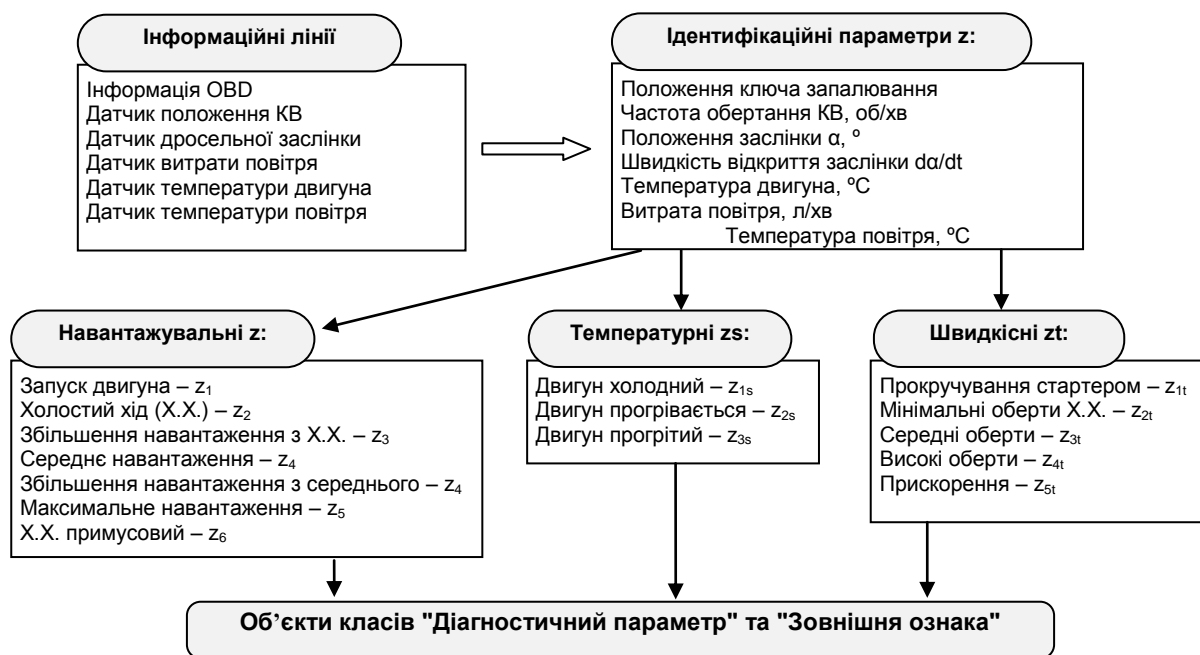 Інформаційні лінії
Інформація OBD
Датчик положення КВ
Датчик дросельної заслінки
Датчик витрати повітря
Датчик температури двигуна
Датчик температури повітря
Ідентифікаційні параметри z:
Положення ключа запалювання
Частота обертання КВ, об/хв
Положення заслінки α, º
Швидкість відкриття заслінки dα/dt
Температура двигуна, ºС
Витрата повітря, л/хв
Температура повітря, ºС
Навантажувальні z:
Запуск двигуна – z₁
Холостий хід (Х.Х.) – z₂
Збільшення навантаження з Х.Х. – z₃
Середнє навантаження – z₄
Збільшення навантаження з середнього – z₄
Максимальне навантаження – z₅
Х.Х. примусовий – z₆
Температурні zs:
Двигун холодний – z₁ₛ
Двигун прогрівається – z₂ₛ
Двигун прогрітий – z₃ₛ
Швидкісні zt:
Прокручування стартером – z₁ₜ
Мінімальні оберти Х.Х. – z₂ₜ
Середні оберти – z₃ₜ
Високі оберти – z₄ₜ
Прискорення – z₅ₜ
Об’єкти класів "Діагностичний параметр" та "Зовнішня ознака"